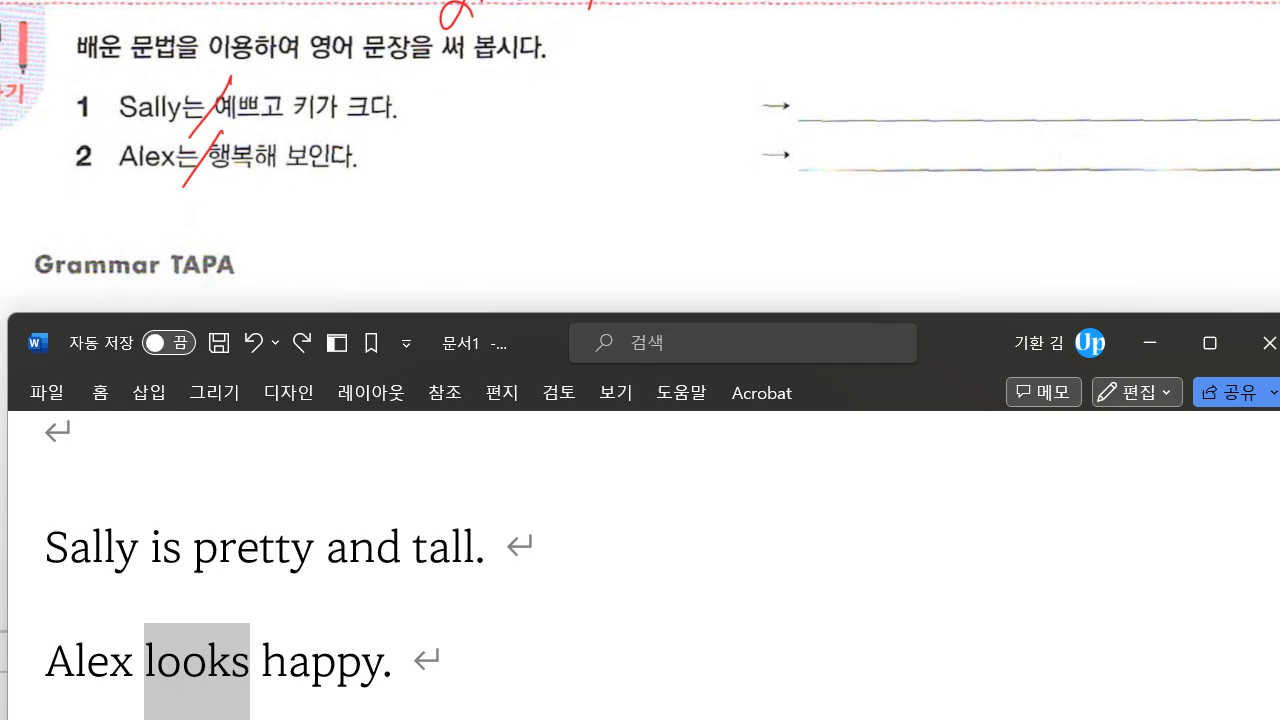 배운 문법을 이용하여 영어 문장을 써 봅시다.
1 Sally는 예쁘고 키가 크다. →
2 Alex는 행복해 보인다. →
Grammar TAPA
자동 저장 끔 문서1 -... 검색 기환 김 Up
파일 홈 삽입 그리기 디자인 레이아웃 참조 편지 검토 보기 도움말 Acrobat 메모 편집 공유
Sally is pretty and tall.
Alex looks happy.